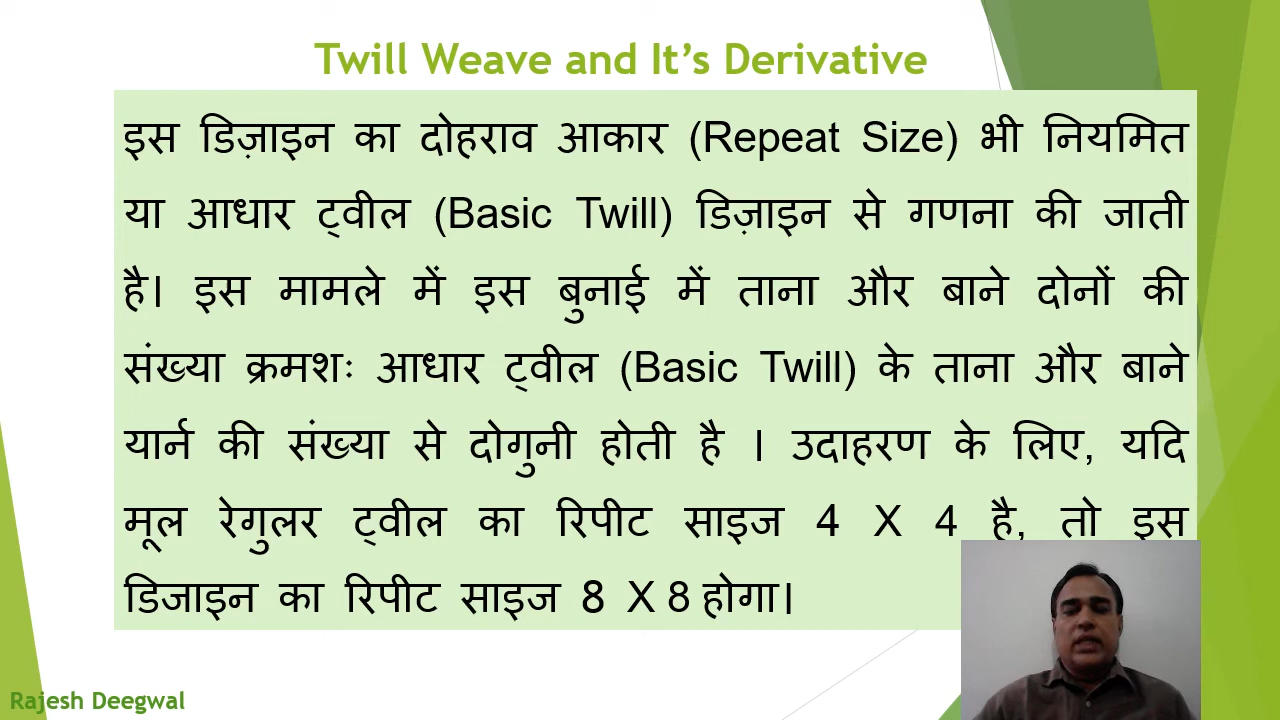 Twill Weave and It’s Derivative
इस डिज़ाइन का दोहराव आकार (Repeat Size) भी नियमित
या आधार ट्वील (Basic Twill) डिज़ाइन से गणना की जाती
है। इस मामले में इस बुनाई में ताना और बाने दोनों की
संख्या क्रमशः आधार ट्वील (Basic Twill) के ताना और बाने
यार्न की संख्या से दोगुनी होती है । उदाहरण के लिए, यदि
मूल रेगुलर ट्वील का रिपीट साइज 4 X 4 है, तो इस
डिजाइन का रिपीट साइज 8 X 8 होगा।
Rajesh Deegwal